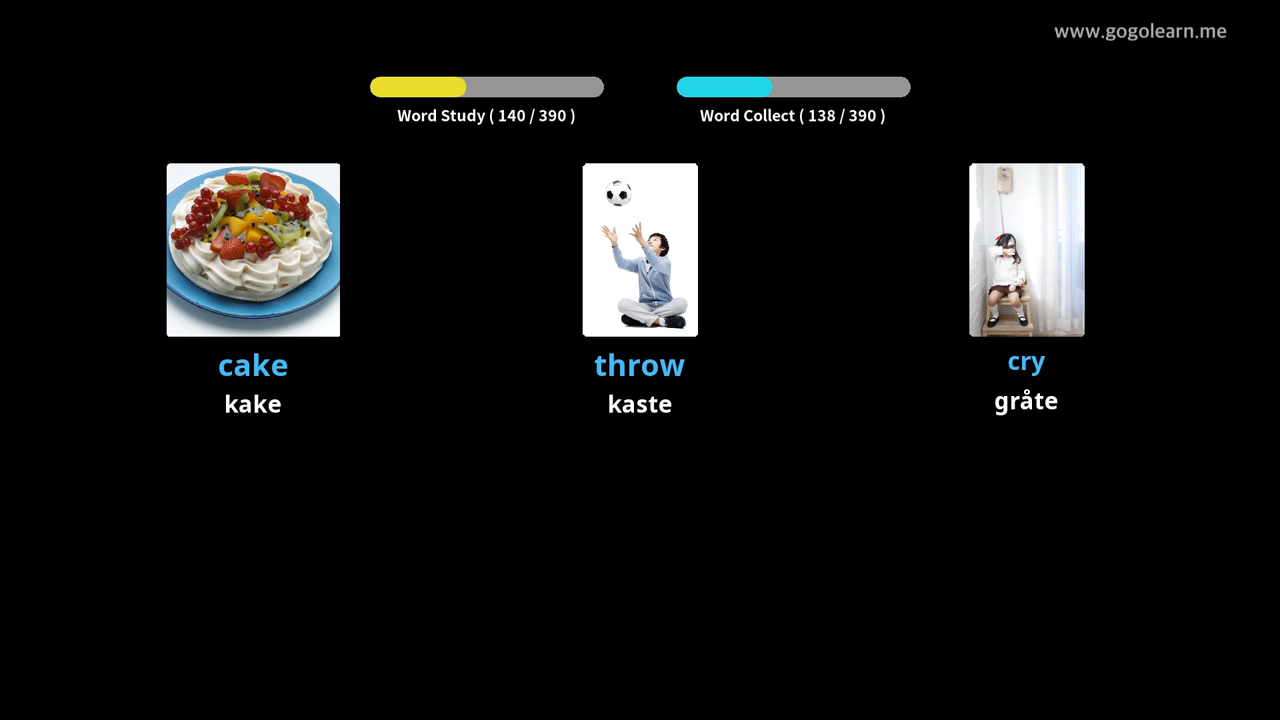 www.gogolearn.me
Word Study ( 140 / 390 )
Word Collect ( 138 / 390 )
cake
kake
throw
kaste
cry
gråte